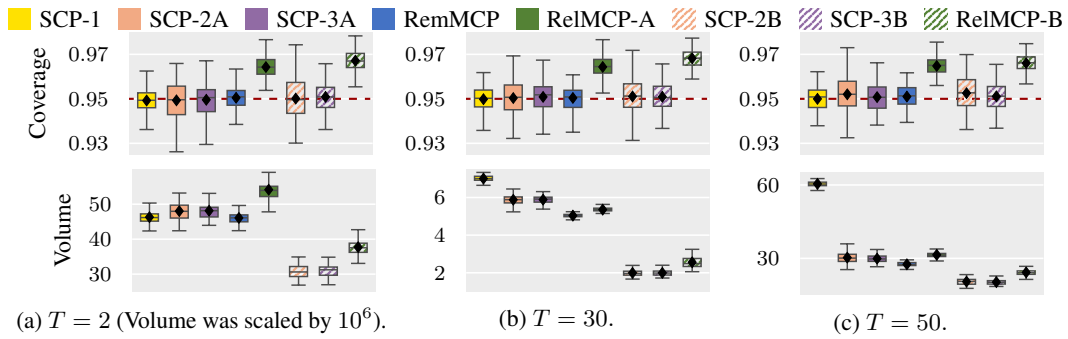 SCP-1 SCP-2A SCP-3A RemMCP RelMCP-A SCP-2B SCP-3B RelMCP-B
Coverage
0.97
0.95
0.93
0.97
0.95
0.93
0.97
0.95
0.93
Volume
50
40
30
6
4
2
60
30
(a) T = 2 (Volume was scaled by 10⁶).
(b) T = 30.
(c) T = 50.